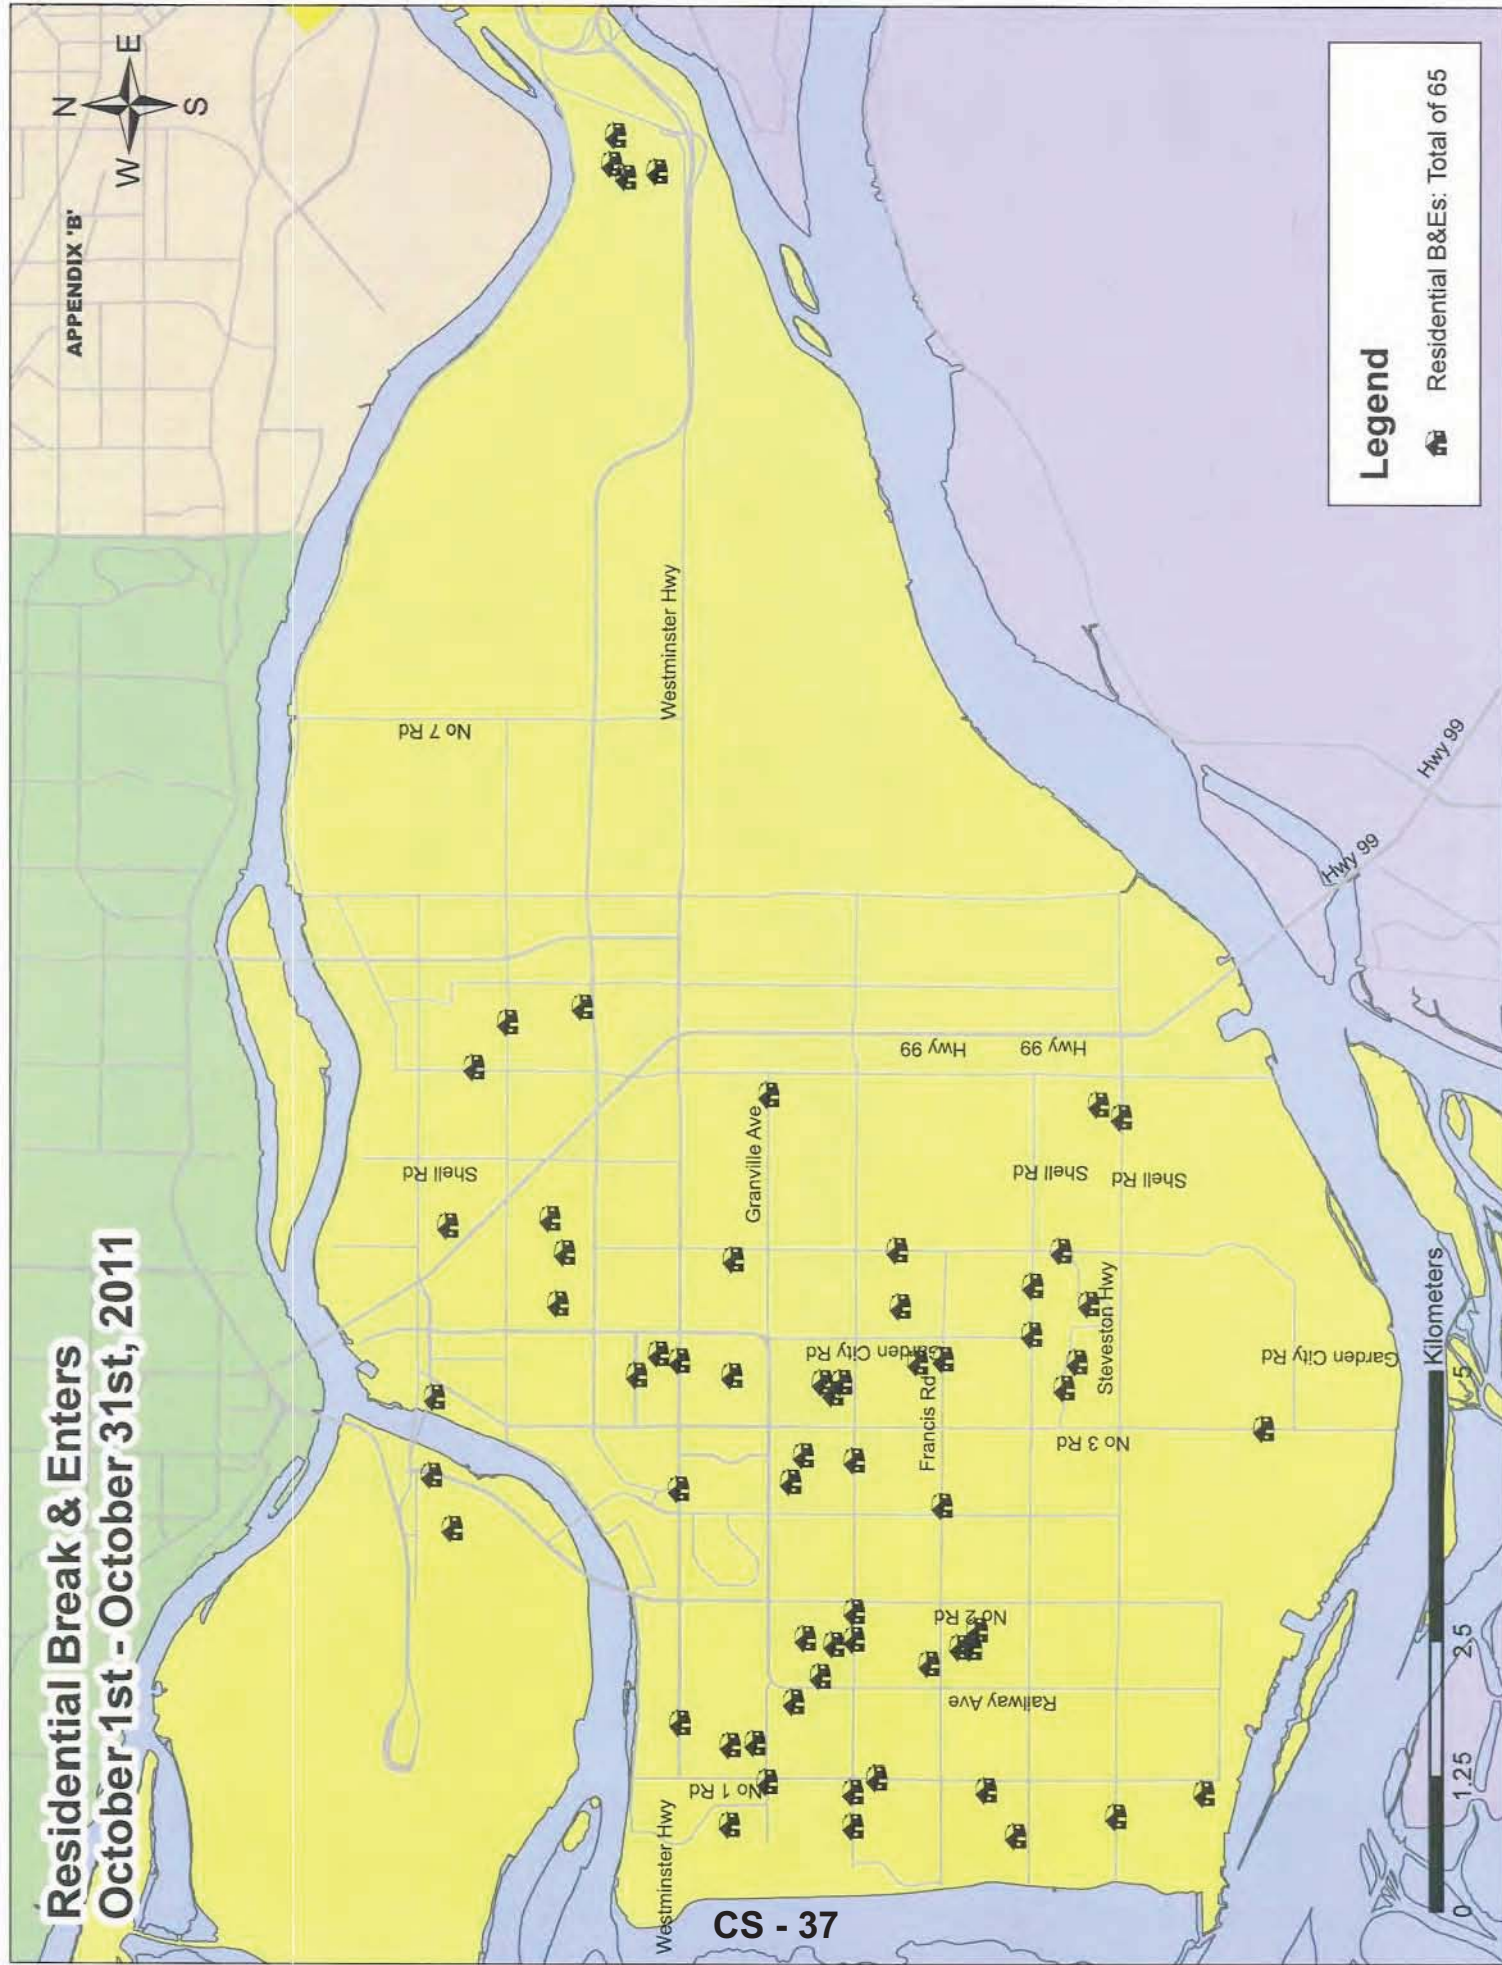 Residential Break & Enters
October 1st - October 31st, 2011
APPENDIX 'B'
N
W
E
S
No 7 Rd
Westminster Hwy
Shell Rd
Granville Ave
Hwy 99
Hwy 99
Shell Rd
Shell Rd
Hwy 99
Hwy 99
Garden City Rd
Garden City Rd
Francis Rd
Steveston Hwy
No 3 Rd
Garden City Rd
No 2 Rd
Railway Ave
No 1 Rd
Westminster Hwy
Legend
Residential B&Es: Total of 65
0 1.25 2.5 5
Kilometers
CS - 37